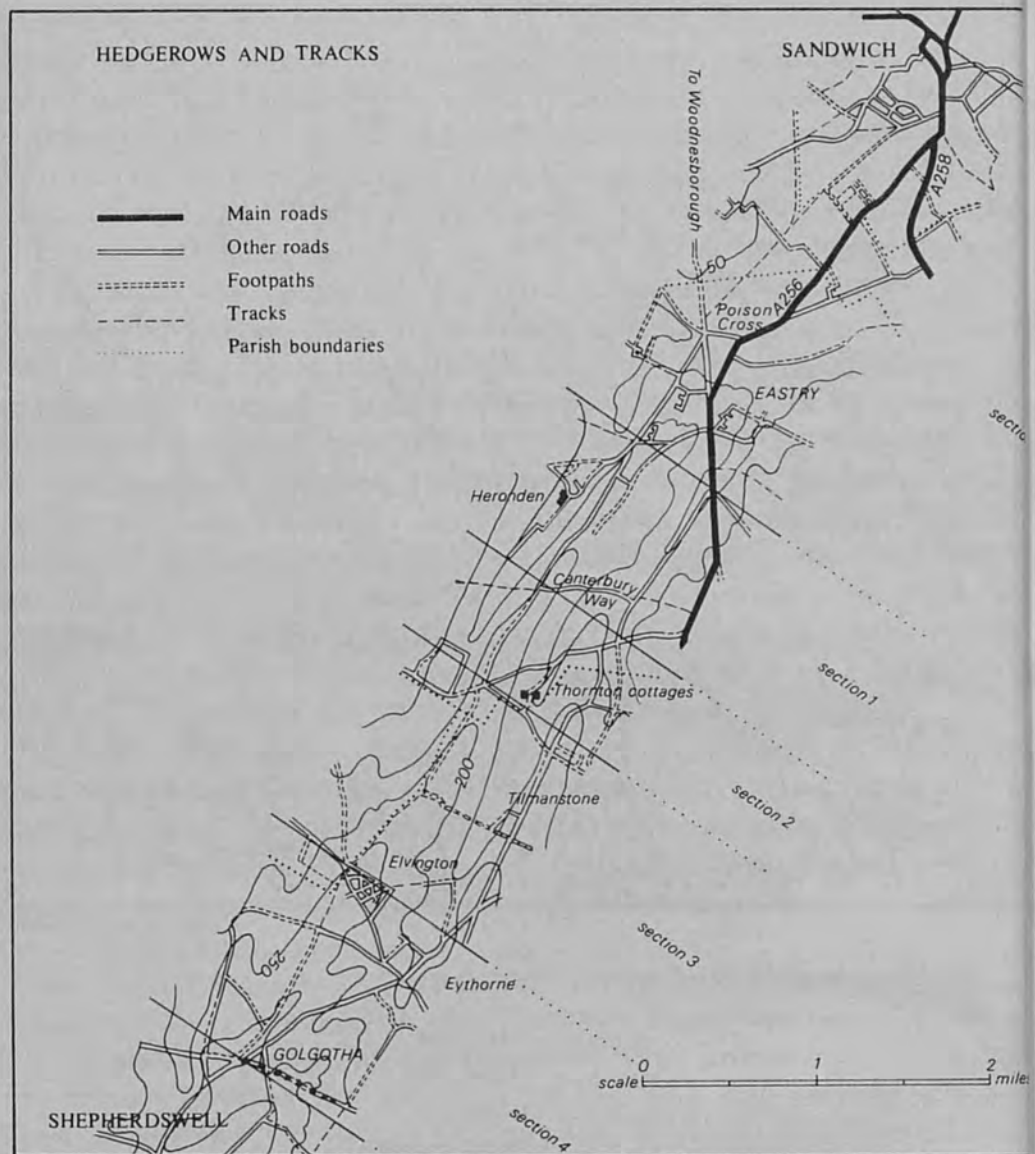 HEDGEROWS AND TRACKS
SANDWICH
To Woodnesborough
Main roads
Other roads
Footpaths
Tracks
Parish boundaries
A258
50
A256
Poison
Cross
EASTRY
section
Heronden
Canterbury
Way
section 1
Thornton cottages
200
section 2
Tilmanstone
Elvington
section 3
250
Eythorne
GOLGOTHA
0 1 2
scale miles
SHEPHERDSWELL
section 4